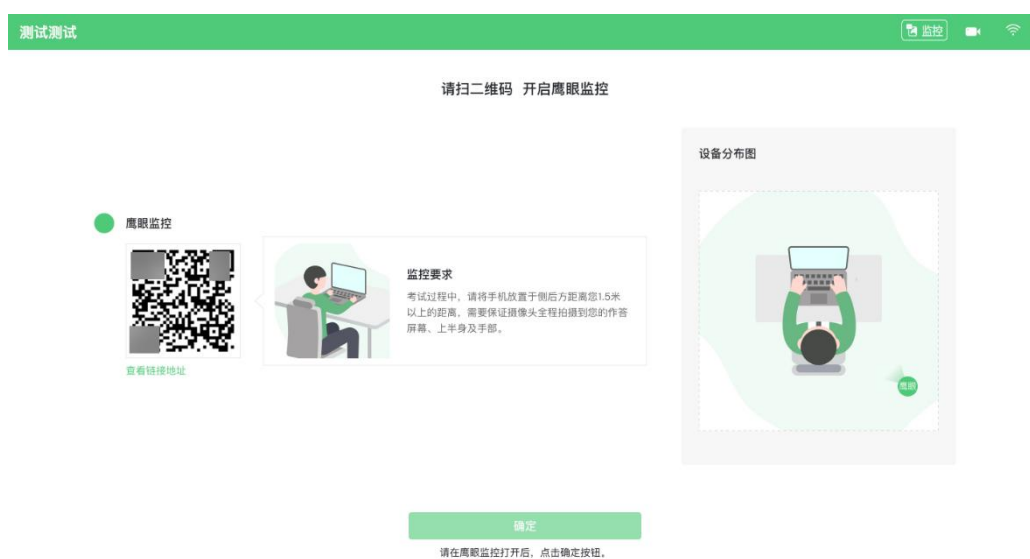 测试测试
监控
请扫二维码 开启鹰眼监控
设备分布图
鹰眼监控
监控要求
考试过程中，请将手机放置于侧后方距离您1.5米
以上的距离，需要保证摄像头全程拍摄到您的作答
屏幕、上半身及手部。
查看链接地址
鹰眼
确定
请在鹰眼监控打开后，点击确定按钮。